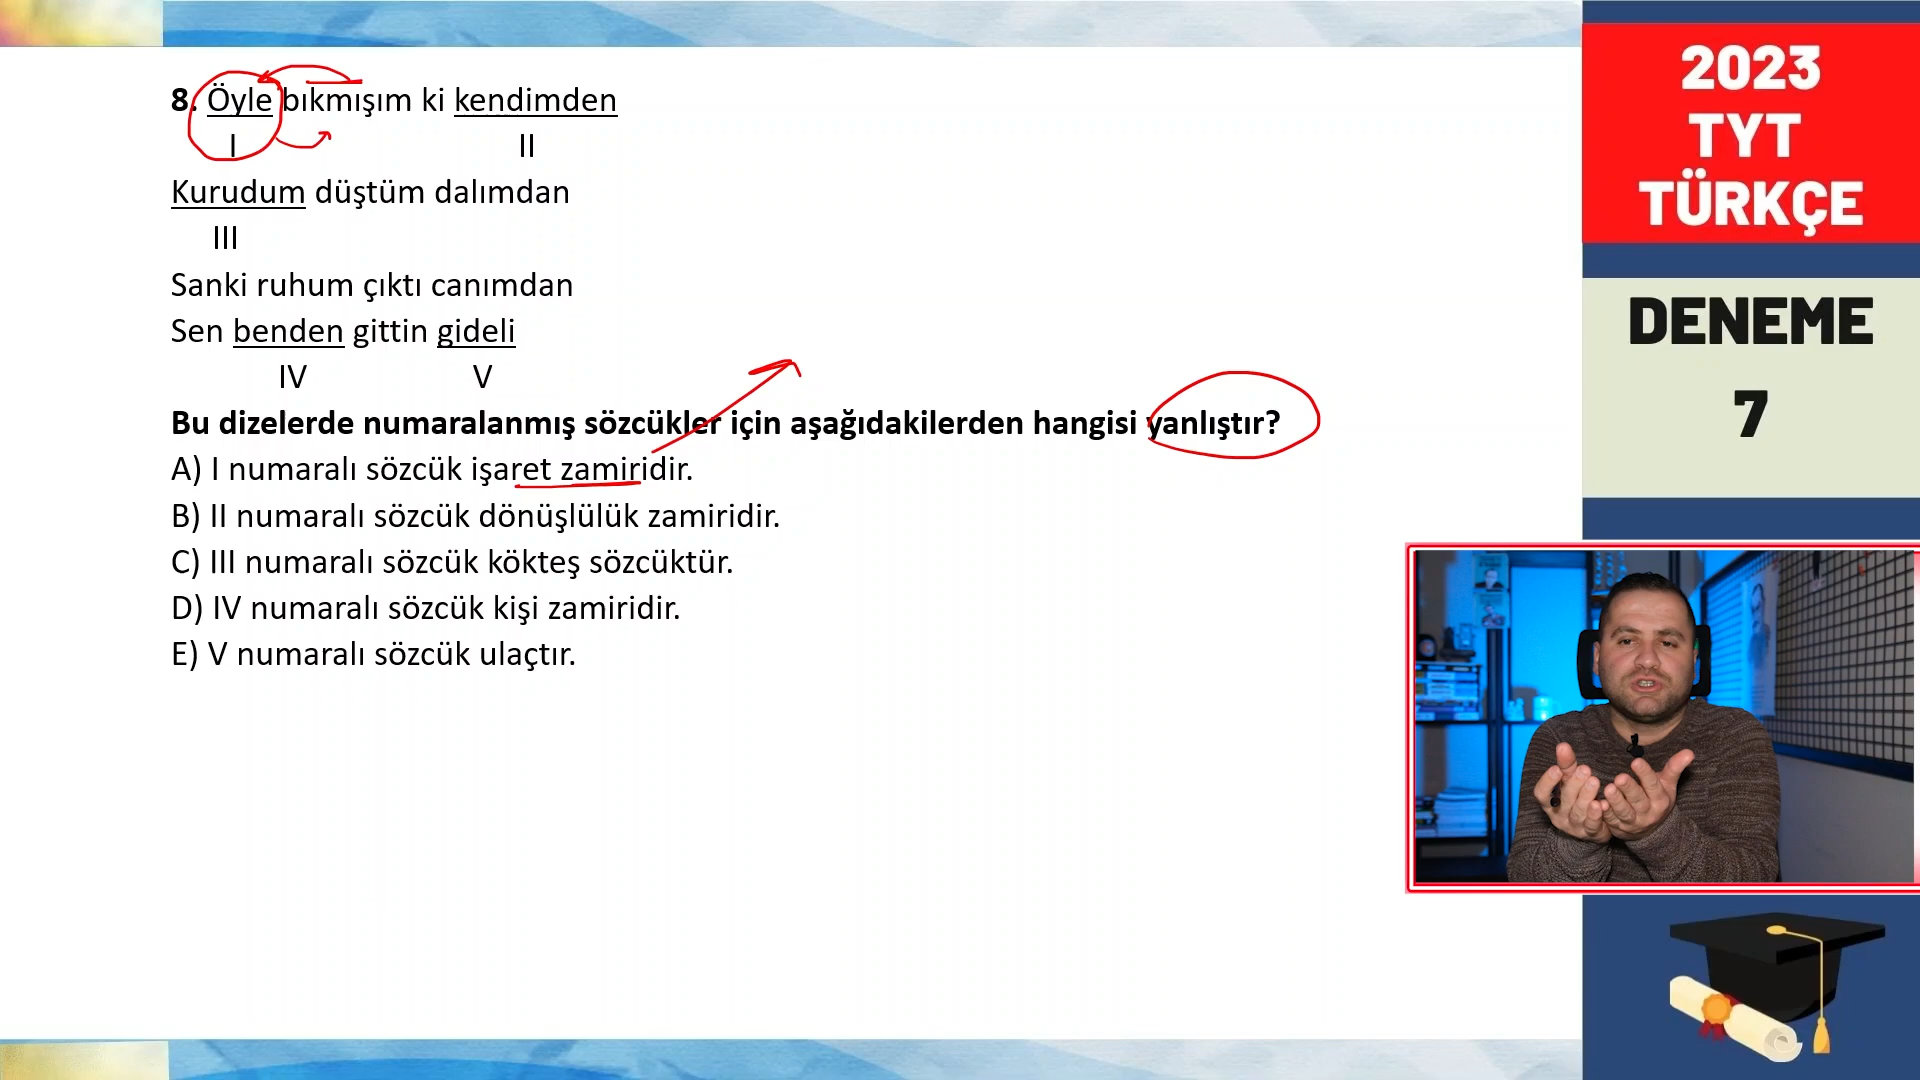 8. Öyle bıkmışım ki kendimden
I II
Kurudum düştüm dalımdan
III
Sanki ruhum çıktı canımdan
Sen benden gittin gideli
IV V
Bu dizelerde numaralanmış sözcükler için aşağıdakilerden hangisi yanlıştır?
A) I numaralı sözcük işaret zamiridir.
B) II numaralı sözcük dönüşlülük zamiridir.
C) III numaralı sözcük kökteş sözcüktür.
D) IV numaralı sözcük kişi zamiridir.
E) V numaralı sözcük ulaçtır.
2023
TYT
TÜRKÇE
DENEME
7